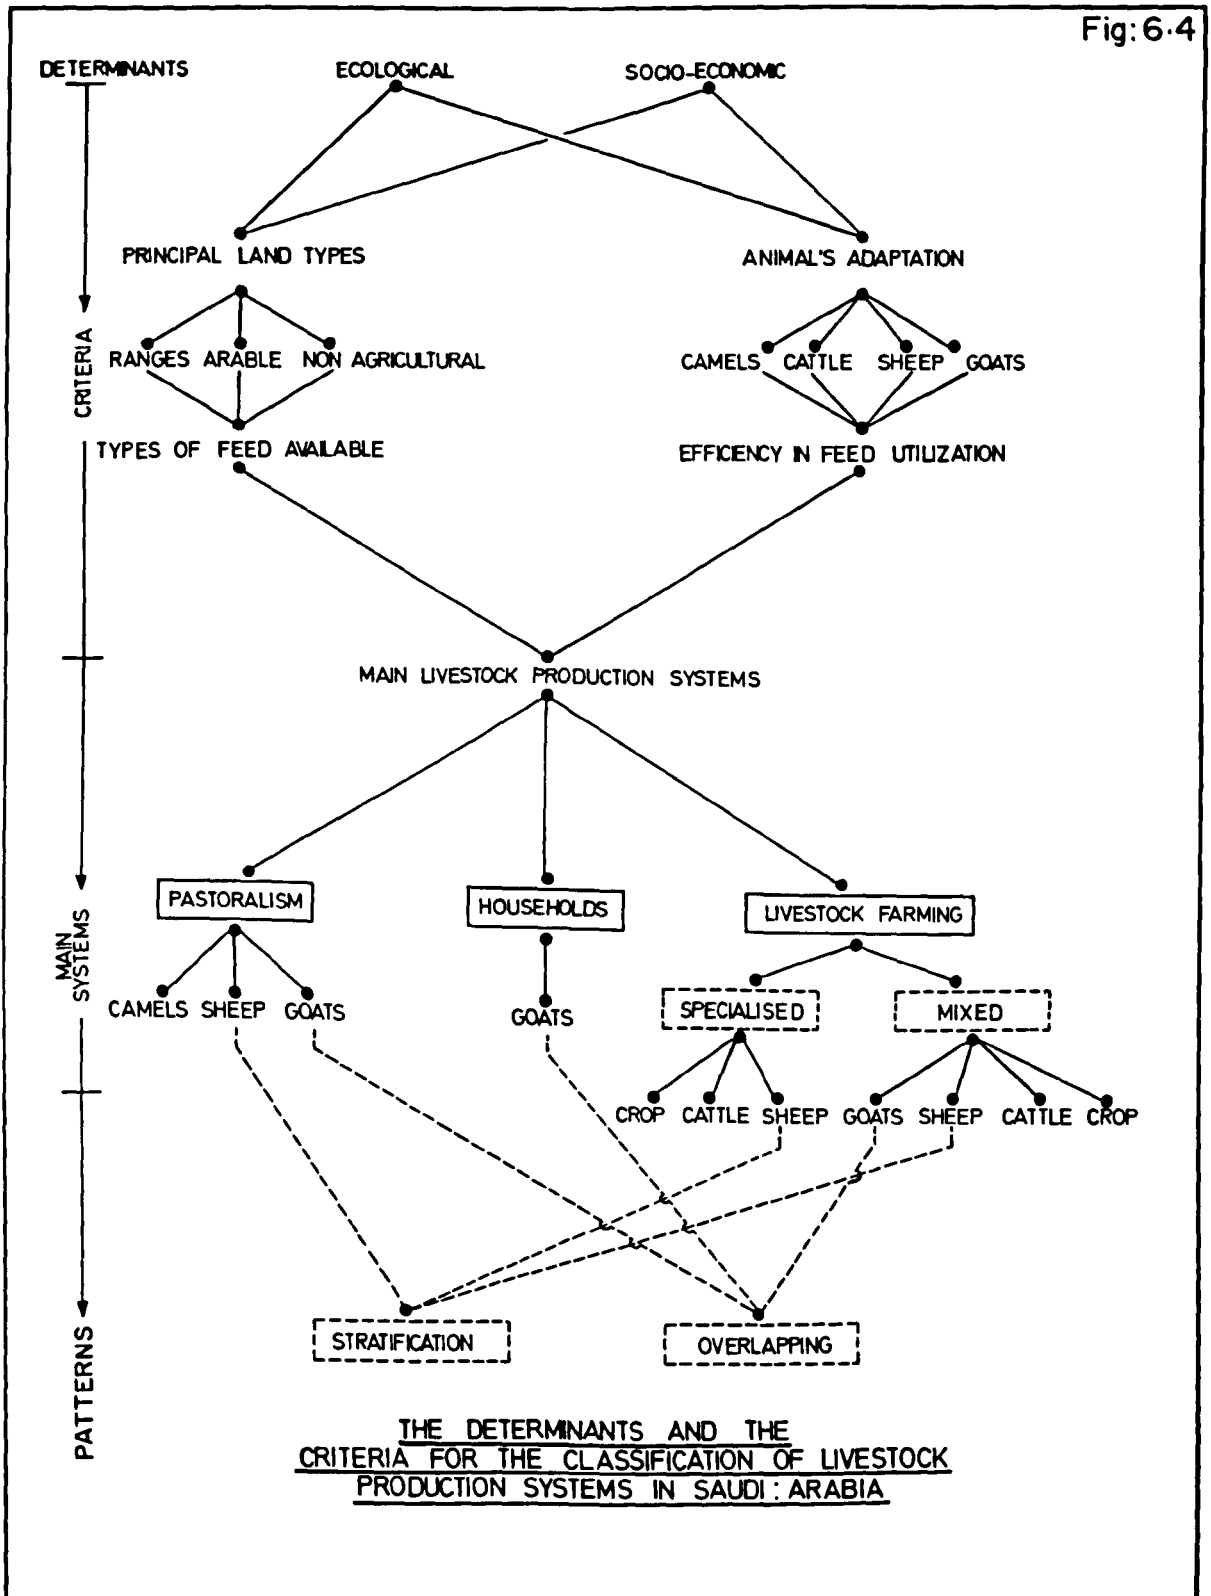 Fig: 6.4
DETERMINANTS ECOLOGICAL SOCIO-ECONOMIC
PRINCIPAL LAND TYPES ANIMAL'S ADAPTATION
CRITERIA
RANGES ARABLE NON AGRICULTURAL CAMELS CATTLE SHEEP GOATS
TYPES OF FEED AVAILABLE EFFICIENCY IN FEED UTILIZATION
MAIN LIVESTOCK PRODUCTION SYSTEMS
MAIN
SYSTEMS
PASTORALISM HOUSEHOLDS LIVESTOCK FARMING
CAMELS SHEEP GOATS GOATS SPECIALISED MIXED
CROP CATTLE SHEEP GOATS SHEEP CATTLE CROP
PATTERNS
STRATIFICATION OVERLAPPING
THE DETERMINANTS AND THE
CRITERIA FOR THE CLASSIFICATION OF LIVESTOCK
PRODUCTION SYSTEMS IN SAUDI : ARABIA